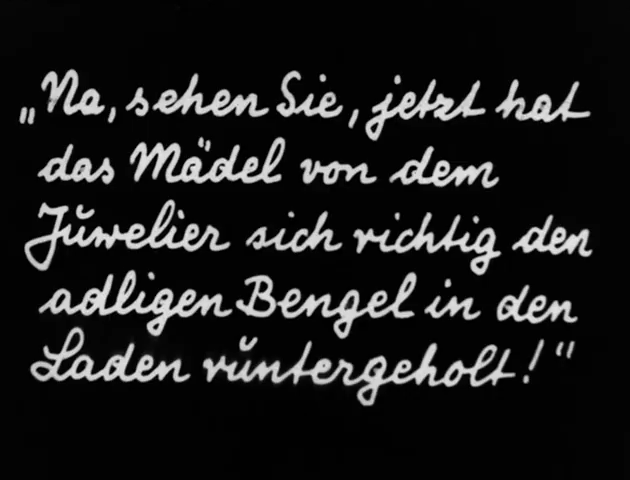 „Na, sehen Sie, jetzt hat
das Mädel von dem
Juwelier sich richtig den
adligen Bengel in den
Laden runtergeholt!“